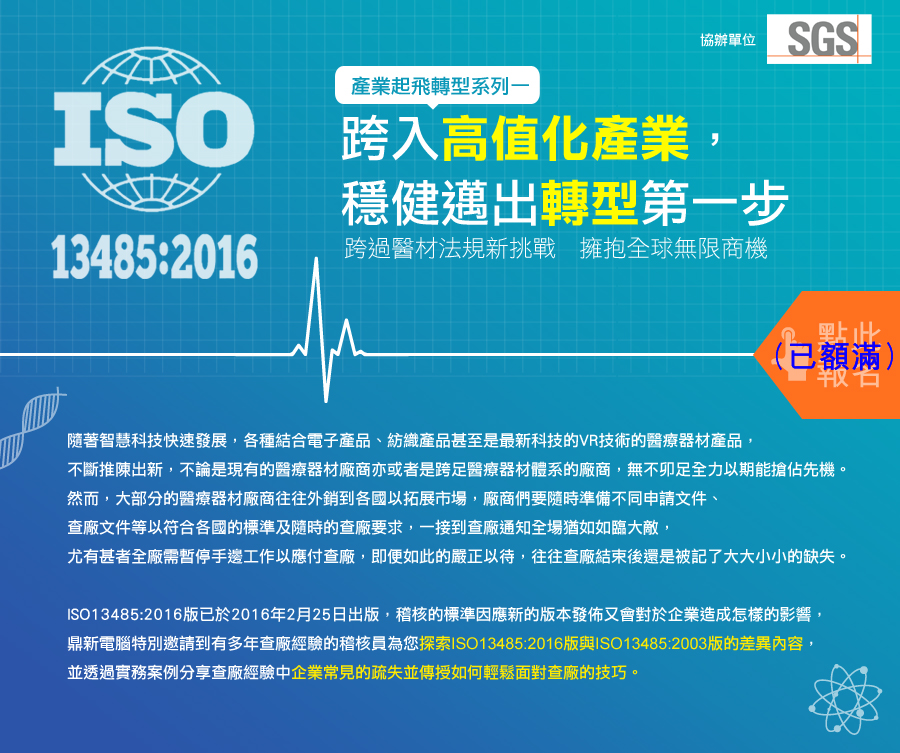 協辦單位
SGS
ISO
13485:2016
產業起飛轉型系列一
跨入高值化產業，
穩健邁出轉型第一步
跨過醫材法規新挑戰　擁抱全球無限商機
點此
報名
(已額滿)
隨著智慧科技快速發展，各種結合電子產品、紡織產品甚至是最新科技的VR技術的醫療器材產品，
不斷推陳出新，不論是現有的醫療器材廠商亦或者是跨足醫療器材體系的廠商，無不卯足全力以期能搶佔先機。
然而，大部分的醫療器材廠商往往外銷到各國以拓展市場，廠商們要隨時準備不同申請文件、
查廠文件等以符合各國的標準及隨時的查廠要求，一接到查廠通知全場猶如如臨大敵，
尤有甚者全廠需暫停手邊工作以應付查廠，即便如此的嚴正以待，往往查廠結束後還是被記了大大小小的缺失。
ISO13485:2016版已於2016年2月25日出版，稽核的標準因應新的版本發佈又會對於企業造成怎樣的影響，
鼎新電腦特別邀請到有多年查廠經驗的稽核員為您探索ISO13485:2016版與ISO13485:2003版的差異內容，
並透過實務案例分享查廠經驗中企業常見的疏失並傳授如何輕鬆面對查廠的技巧。